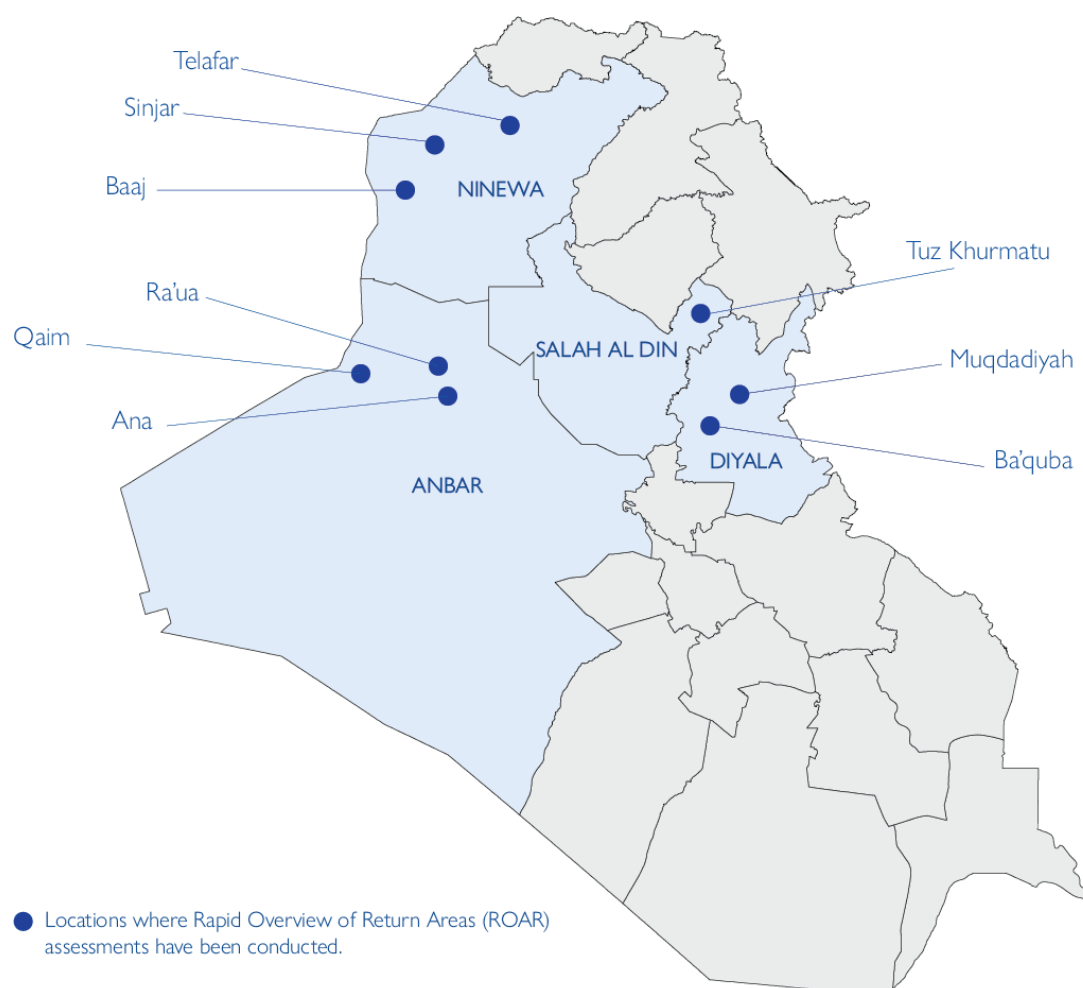 Telafar
Sinjar
Baaj
NINEWA
Tuz Khurmatu
Ra'ua
Qaim
SALAH AL DIN
Muqdadiyah
Ana
Ba'quba
DIYALA
ANBAR
Locations where Rapid Overview of Return Areas (ROAR)
assessments have been conducted.